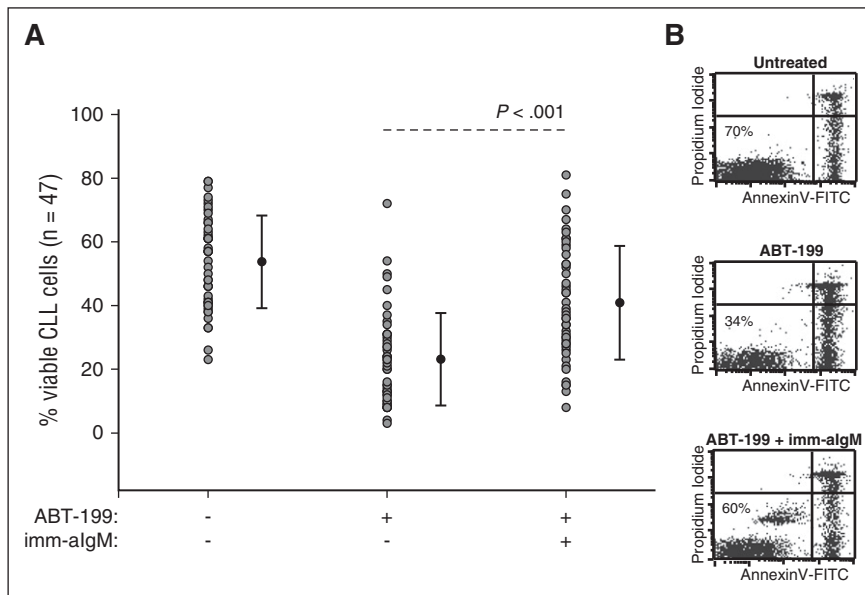 A
% viable CLL cells (n = 47)
100
80
60
40
20
0
P < .001
ABT-199: - + +
imm-aIgM: - - +
B
Untreated
Propidium Iodide
70%
AnnexinV-FITC
ABT-199
Propidium Iodide
34%
AnnexinV-FITC
ABT-199 + imm-aIgM
Propidium Iodide
60%
AnnexinV-FITC